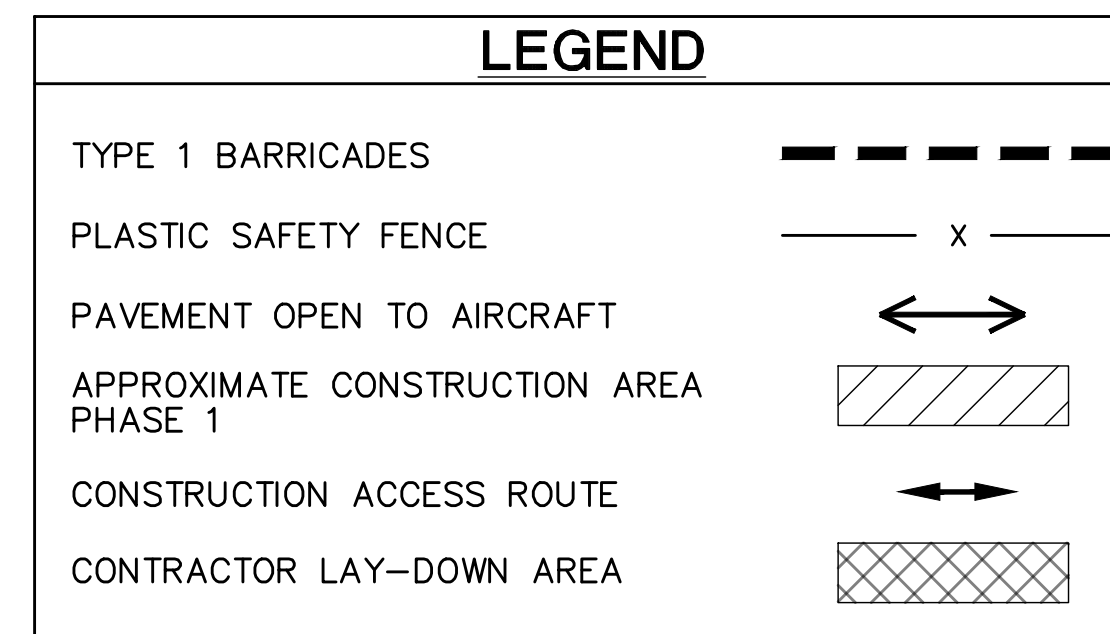 LEGEND
TYPE 1 BARRICADES
PLASTIC SAFETY FENCE
X
PAVEMENT OPEN TO AIRCRAFT
APPROXIMATE CONSTRUCTION AREA
PHASE 1
CONSTRUCTION ACCESS ROUTE
CONTRACTOR LAY-DOWN AREA